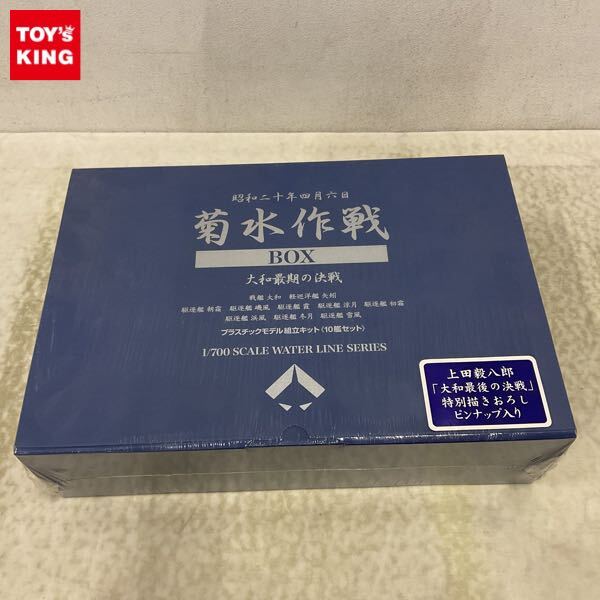 TOY's
KING
昭和二十年四月六日
菊水作戦
BOX
大和最期の決戦
戦艦 大和　軽巡洋艦 矢矧
駆逐艦 朝霜　駆逐艦 磯風　駆逐艦 霞　駆逐艦 涼月　駆逐艦 初霜
駆逐艦 浜風　駆逐艦 冬月　駆逐艦 雪風
プラスチックモデル組立キット〈10艦セット〉
1/700 SCALE WATER LINE SERIES
上田毅八郎
「大和最後の決戦」
特別描きおろし
ピンナップ入り